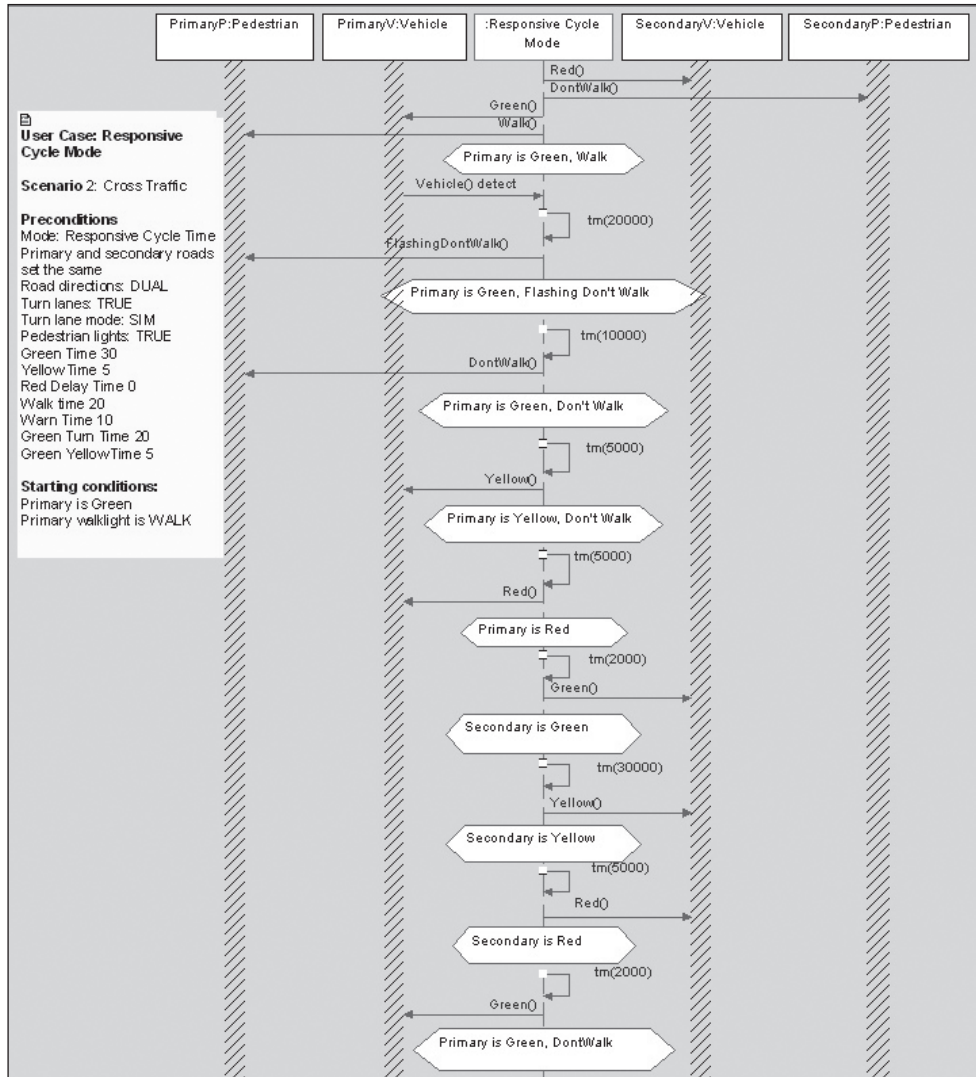 PrimaryP:Pedestrian
PrimaryV:Vehicle
:Responsive Cycle
Mode
SecondaryV:Vehicle
SecondaryP:Pedestrian
Red()
DontWalk()
Green()
Walk()
User Case: Responsive
Cycle Mode
Scenario 2: Cross Traffic
Preconditions
Mode: Responsive Cycle Time
Primary and secondary roads
set the same
Road directions: DUAL
Turn lanes: TRUE
Turn lane mode: SIM
Pedestrian lights: TRUE
Green Time 30
Yellow Time 5
Red Delay Time 0
Walk time 20
Warn Time 10
Green Turn Time 20
Green YellowTime 5
Starting conditions:
Primary is Green
Primary walklight is WALK
Primary is Green, Walk
Vehicle() detect
tm(20000)
FlashingDontWalk()
Primary is Green, Flashing Don't Walk
tm(10000)
DontWalk()
Primary is Green, Don't Walk
tm(5000)
Yellow()
Primary is Yellow, Don't Walk
tm(5000)
Red()
Primary is Red
tm(2000)
Green()
Secondary is Green
tm(30000)
Yellow()
Secondary is Yellow
tm(5000)
Red()
Secondary is Red
tm(2000)
Green()
Primary is Green, DontWalk